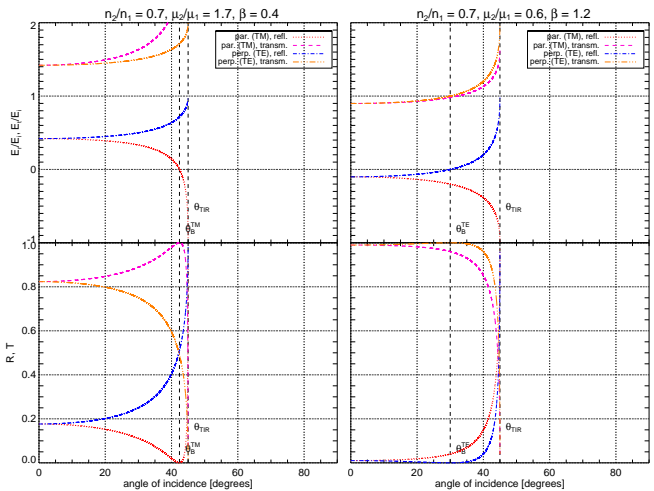 n₂/n₁ = 0.7, μ₂/μ₁ = 1.7, β = 0.4
n₂/n₁ = 0.7, μ₂/μ₁ = 0.6, β = 1.2
par. (TM), refl.
par. (TM), transm.
perp. (TE), refl.
perp. (TE), transm.
par. (TM), refl.
par. (TM), transm.
perp. (TE), refl.
perp. (TE), transm.
2
1
0
-1
Eᵣ/Eᵢ, Eₜ/Eᵢ
θTIR
θBTM
θTIR
θBTE
1.0
0.8
0.6
0.4
0.2
0.0
R, T
θTIR
θBTM
θTIR
θBTE
0 20 40 60 80
0 20 40 60 80
angle of incidence [degrees]
angle of incidence [degrees]